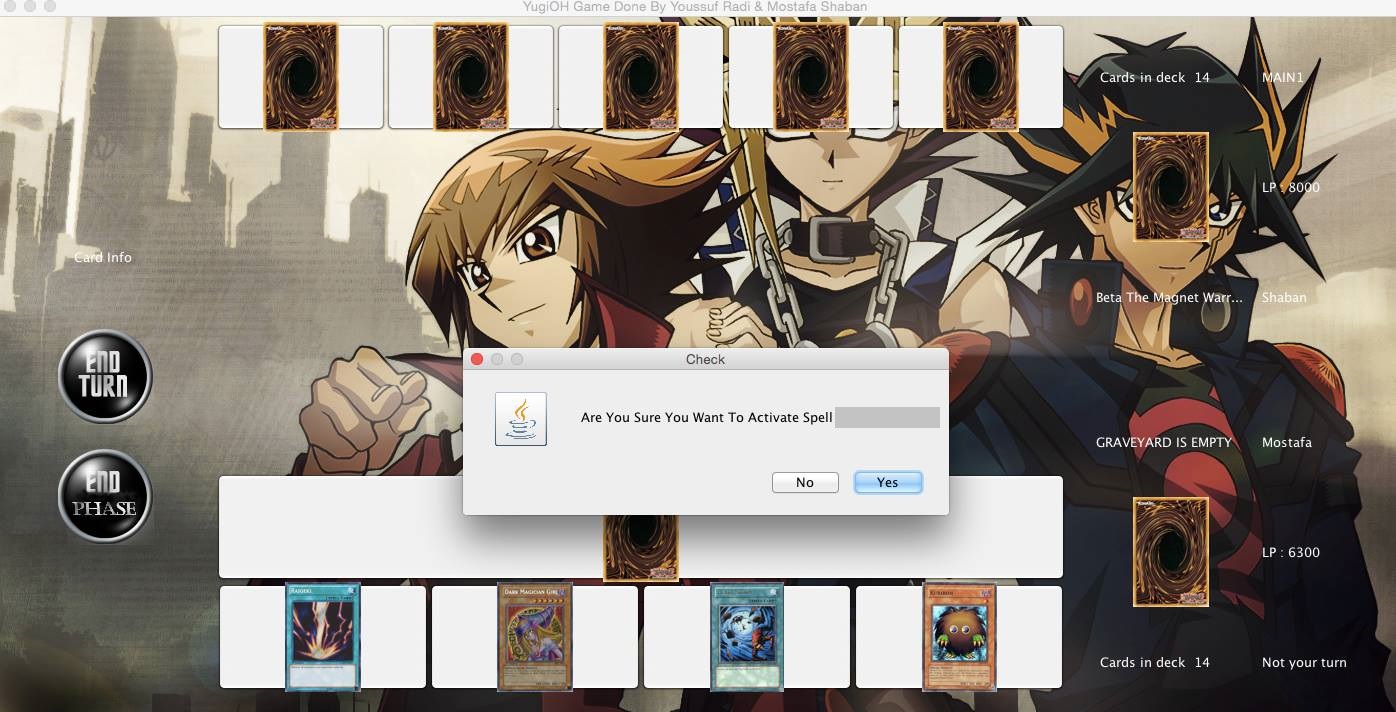 YugiOH Game Done By Youssuf Radi & Mostafa Shaban
Cards in deck 14
MAIN1
LP : 8000
Card Info
Beta The Magnet Warr...
Shaban
END
TURN
Check
Are You Sure You Want To Activate Spell
No
Yes
GRAVEYARD IS EMPTY
Mostafa
END
PHASE
LP : 6300
RAIGEKI
DARK MAGICIAN GIRL
KURIBOH
Cards in deck 14
Not your turn